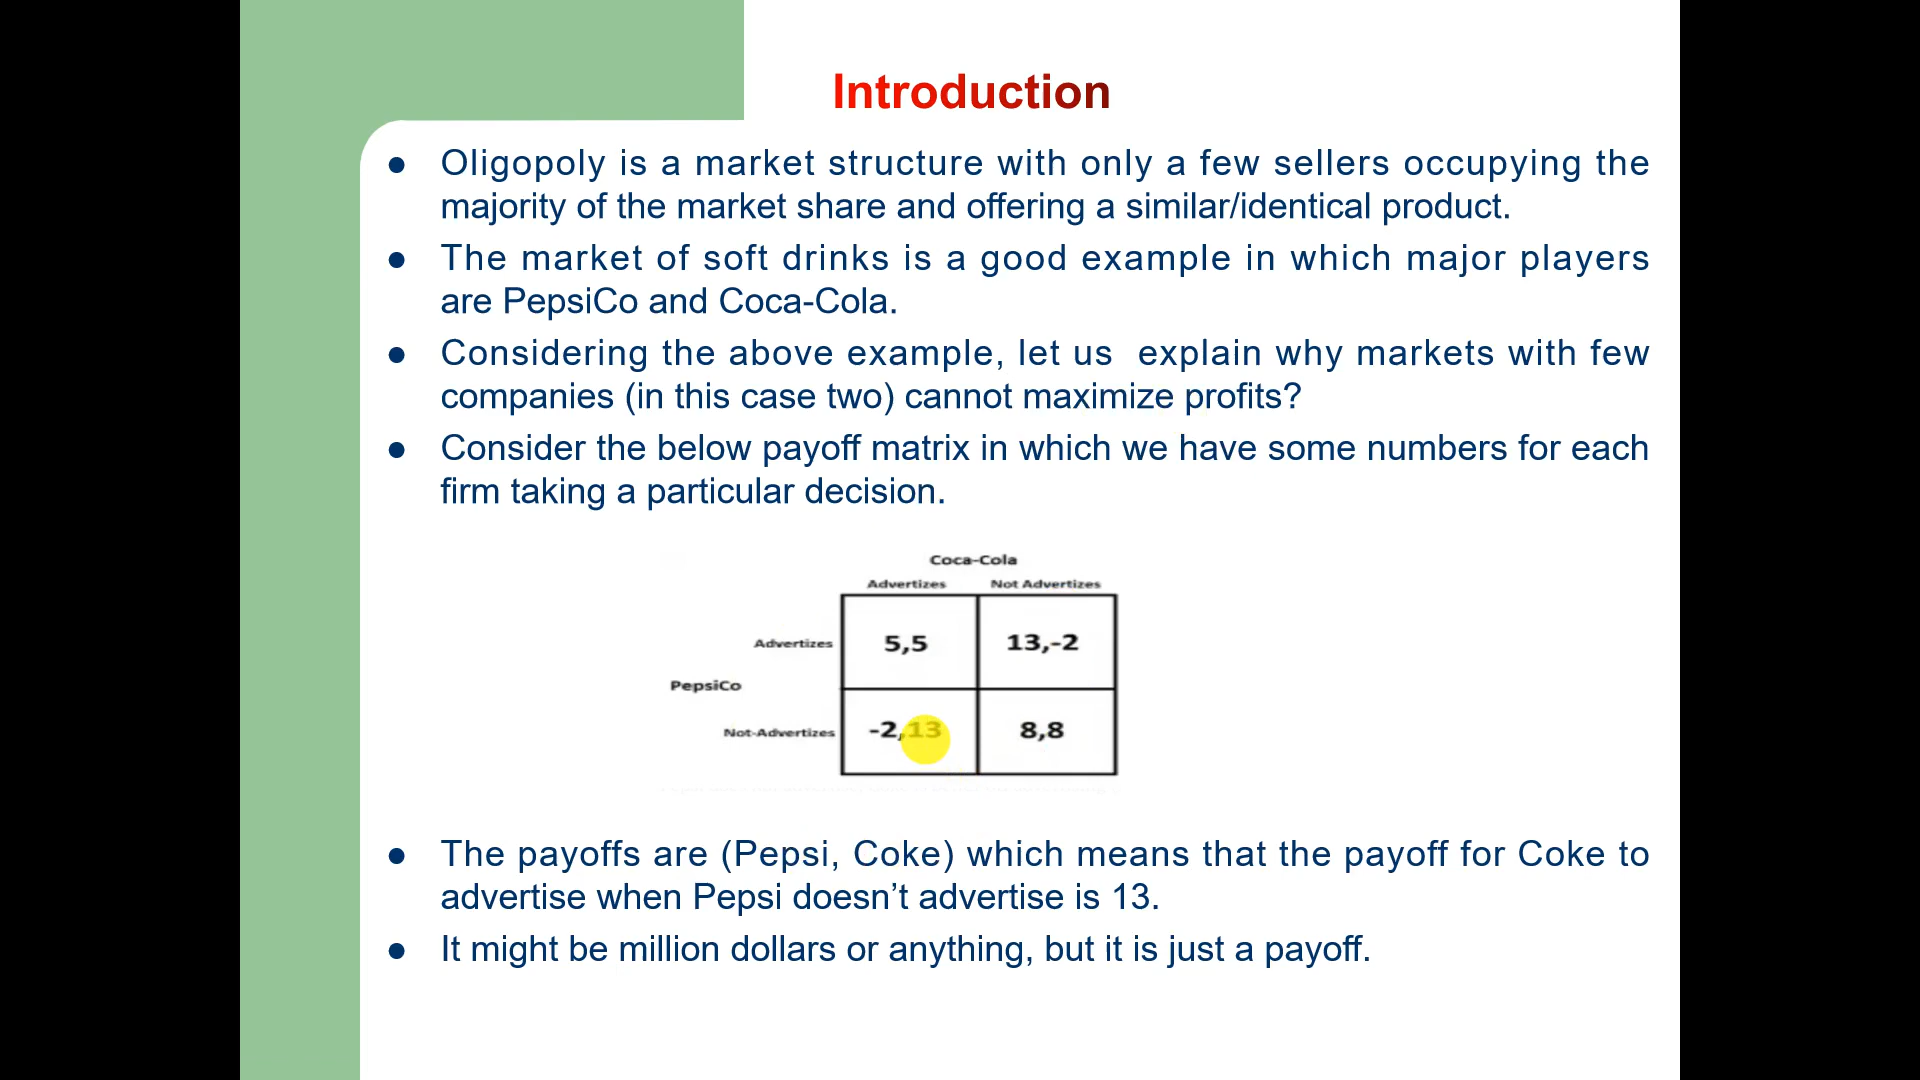 Introduction
Oligopoly is a market structure with only a few sellers occupying the
majority of the market share and offering a similar/identical product.
The market of soft drinks is a good example in which major players
are PepsiCo and Coca-Cola.
Considering the above example, let us explain why markets with few
companies (in this case two) cannot maximize profits?
Consider the below payoff matrix in which we have some numbers for each
firm taking a particular decision.
Coca-Cola
Advertizes Not Advertizes
Advertizes 5,5 13,-2
PepsiCo
Not-Advertizes -2,13 8,8
The payoffs are (Pepsi, Coke) which means that the payoff for Coke to
advertise when Pepsi doesn’t advertise is 13.
It might be million dollars or anything, but it is just a payoff.